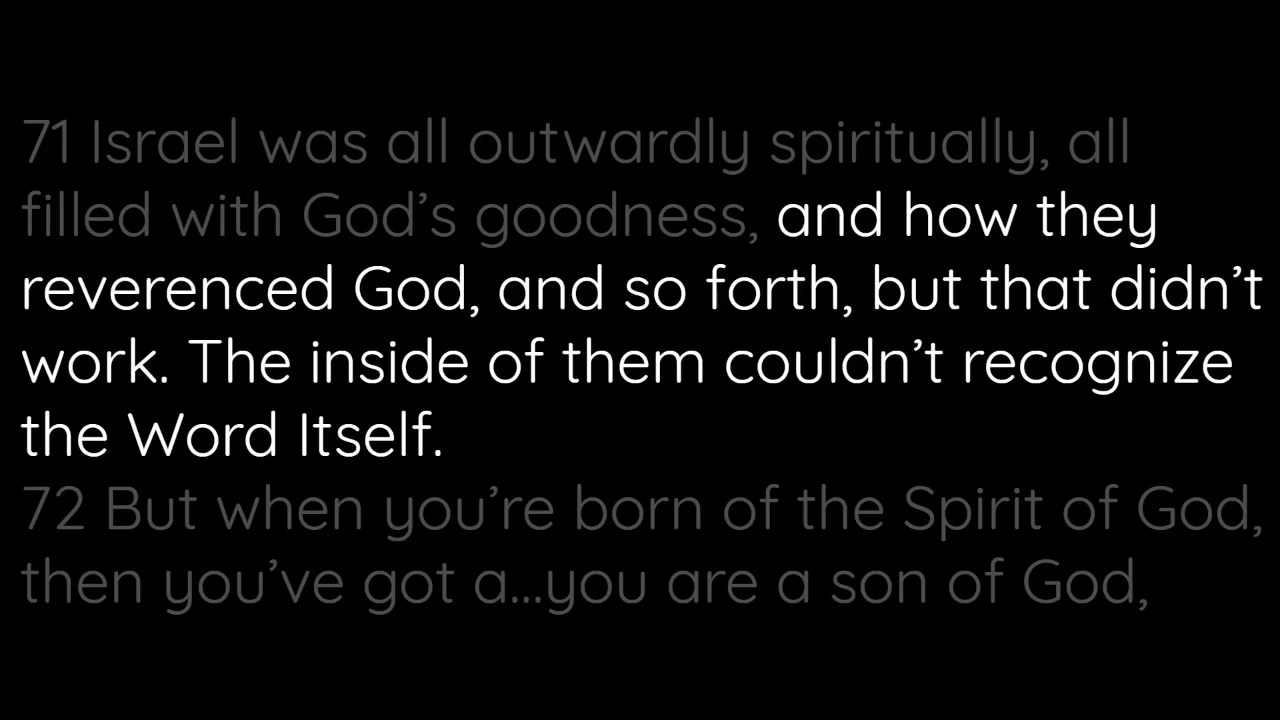 71 Israel was all outwardly spiritually, all
filled with God’s goodness, and how they
reverenced God, and so forth, but that didn’t
work. The inside of them couldn’t recognize
the Word Itself.
72 But when you’re born of the Spirit of God,
then you’ve got a...you are a son of God,